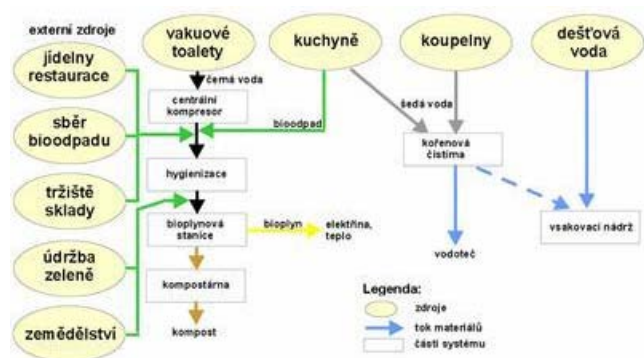 externí zdroje
jídelny
restaurace
sběr
bioodpadu
tržiště
sklady
údržba
zeleně
zemědělství
vakuové
toalety
černá voda
centrální
kompresor
hygienizace
bioplynová
stanice
kompostárna
kompost
bioplyn
elektřina,
teplo
kuchyně
bioodpad
koupelny
šedá voda
kořenová
čistírna
vodoteč
dešťová
voda
vsakovací nádrž
Legenda:
zdroje
tok materiálů
části systému